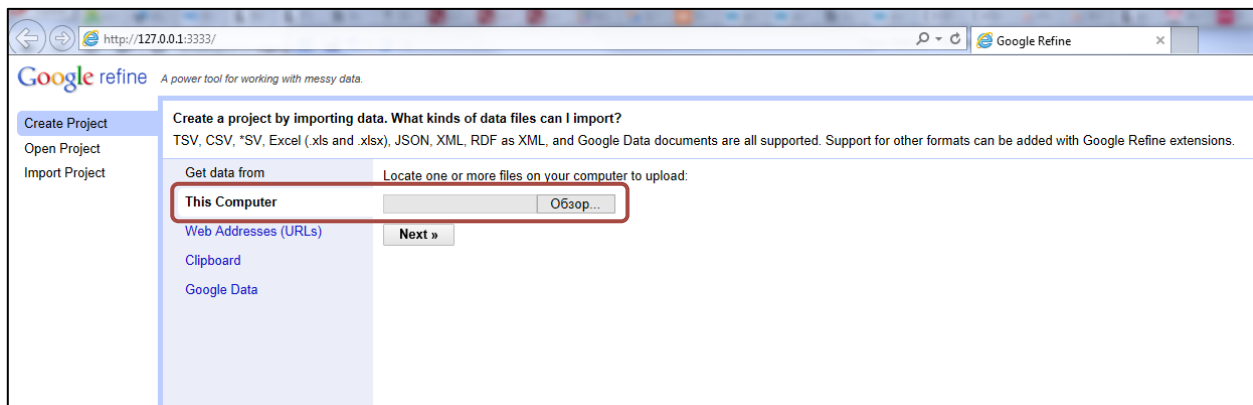 http://127.0.0.1:3333/
Google Refine
Google refine A power tool for working with messy data.
Create Project
Open Project
Import Project
Create a project by importing data. What kinds of data files can I import?
TSV, CSV, *SV, Excel (.xls and .xlsx), JSON, XML, RDF as XML, and Google Data documents are all supported. Support for other formats can be added with Google Refine extensions.
Get data from
This Computer
Web Addresses (URLs)
Clipboard
Google Data
Locate one or more files on your computer to upload:
Обзор...
Next »